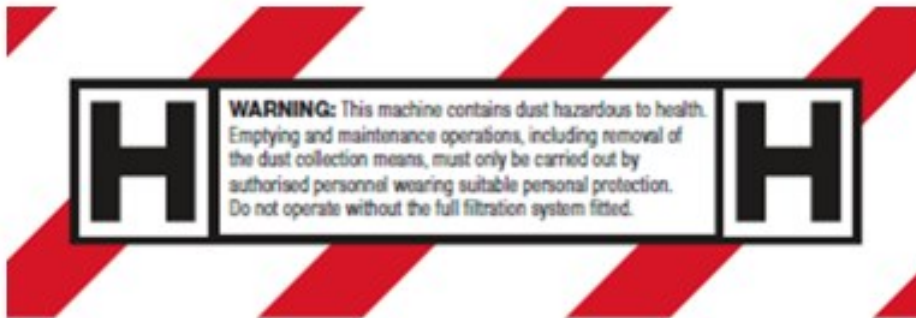 H
WARNING: This machine contains dust hazardous to health.
Emptying and maintenance operations, including removal of
the dust collection means, must only be carried out by
authorised personnel wearing suitable personal protection.
Do not operate without the full filtration system fitted.
H